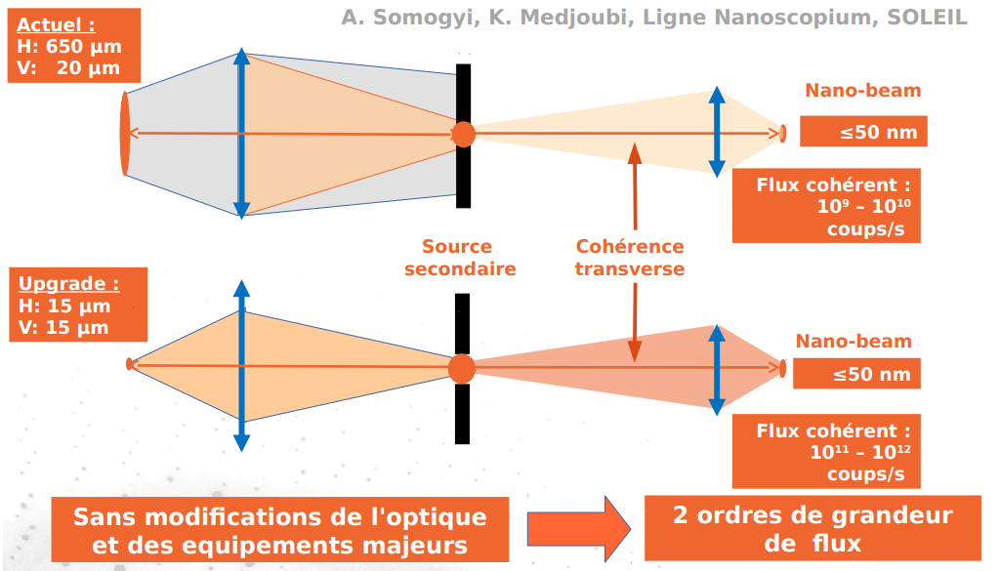 A. Somogyi, K. Medjoubi, Ligne Nanoscopium, SOLEIL
Actuel :
H: 650 µm
V: 20 µm
Nano-beam
≤50 nm
Flux cohérent :
10⁹ – 10¹⁰
coups/s
Source
secondaire
Cohérence
transverse
Upgrade :
H: 15 µm
V: 15 µm
Nano-beam
≤50 nm
Flux cohérent :
10¹¹ – 10¹²
coups/s
Sans modifications de l'optique
et des equipements majeurs
2 ordres de grandeur
de flux